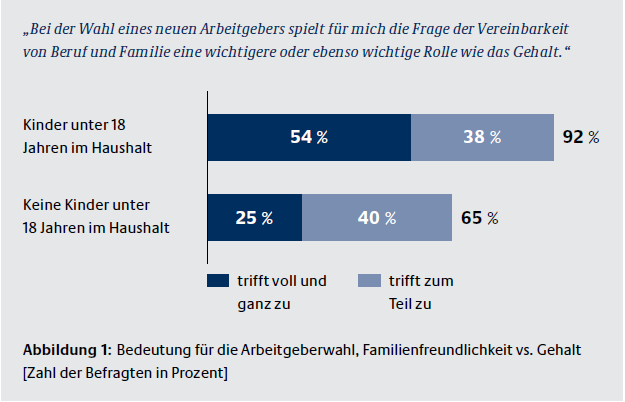 „Bei der Wahl eines neuen Arbeitgebers spielt für mich die Frage der Vereinbarkeit
von Beruf und Familie eine wichtigere oder ebenso wichtige Rolle wie das Gehalt.“
Kinder unter 18
Jahren im Haushalt
54 % 38 % 92 %
Keine Kinder unter
18 Jahren im Haushalt
25 % 40 % 65 %
trifft voll und
ganz zu
trifft zum
Teil zu
Abbildung 1: Bedeutung für die Arbeitgeberwahl, Familienfreundlichkeit vs. Gehalt
[Zahl der Befragten in Prozent]